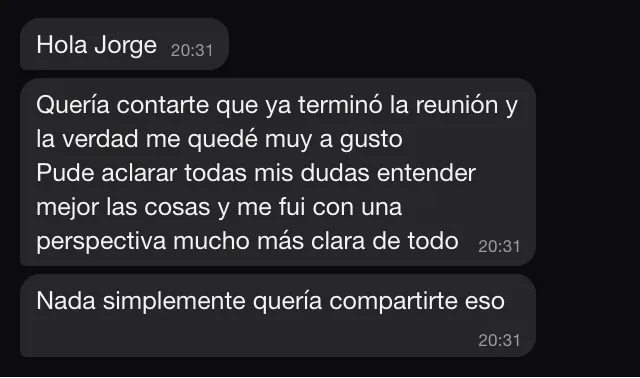 Hola Jorge 20:31
Quería contarte que ya terminó la reunión y
la verdad me quedé muy a gusto
Pude aclarar todas mis dudas entender
mejor las cosas y me fui con una
perspectiva mucho más clara de todo 20:31
Nada simplemente quería compartirte eso
20:31